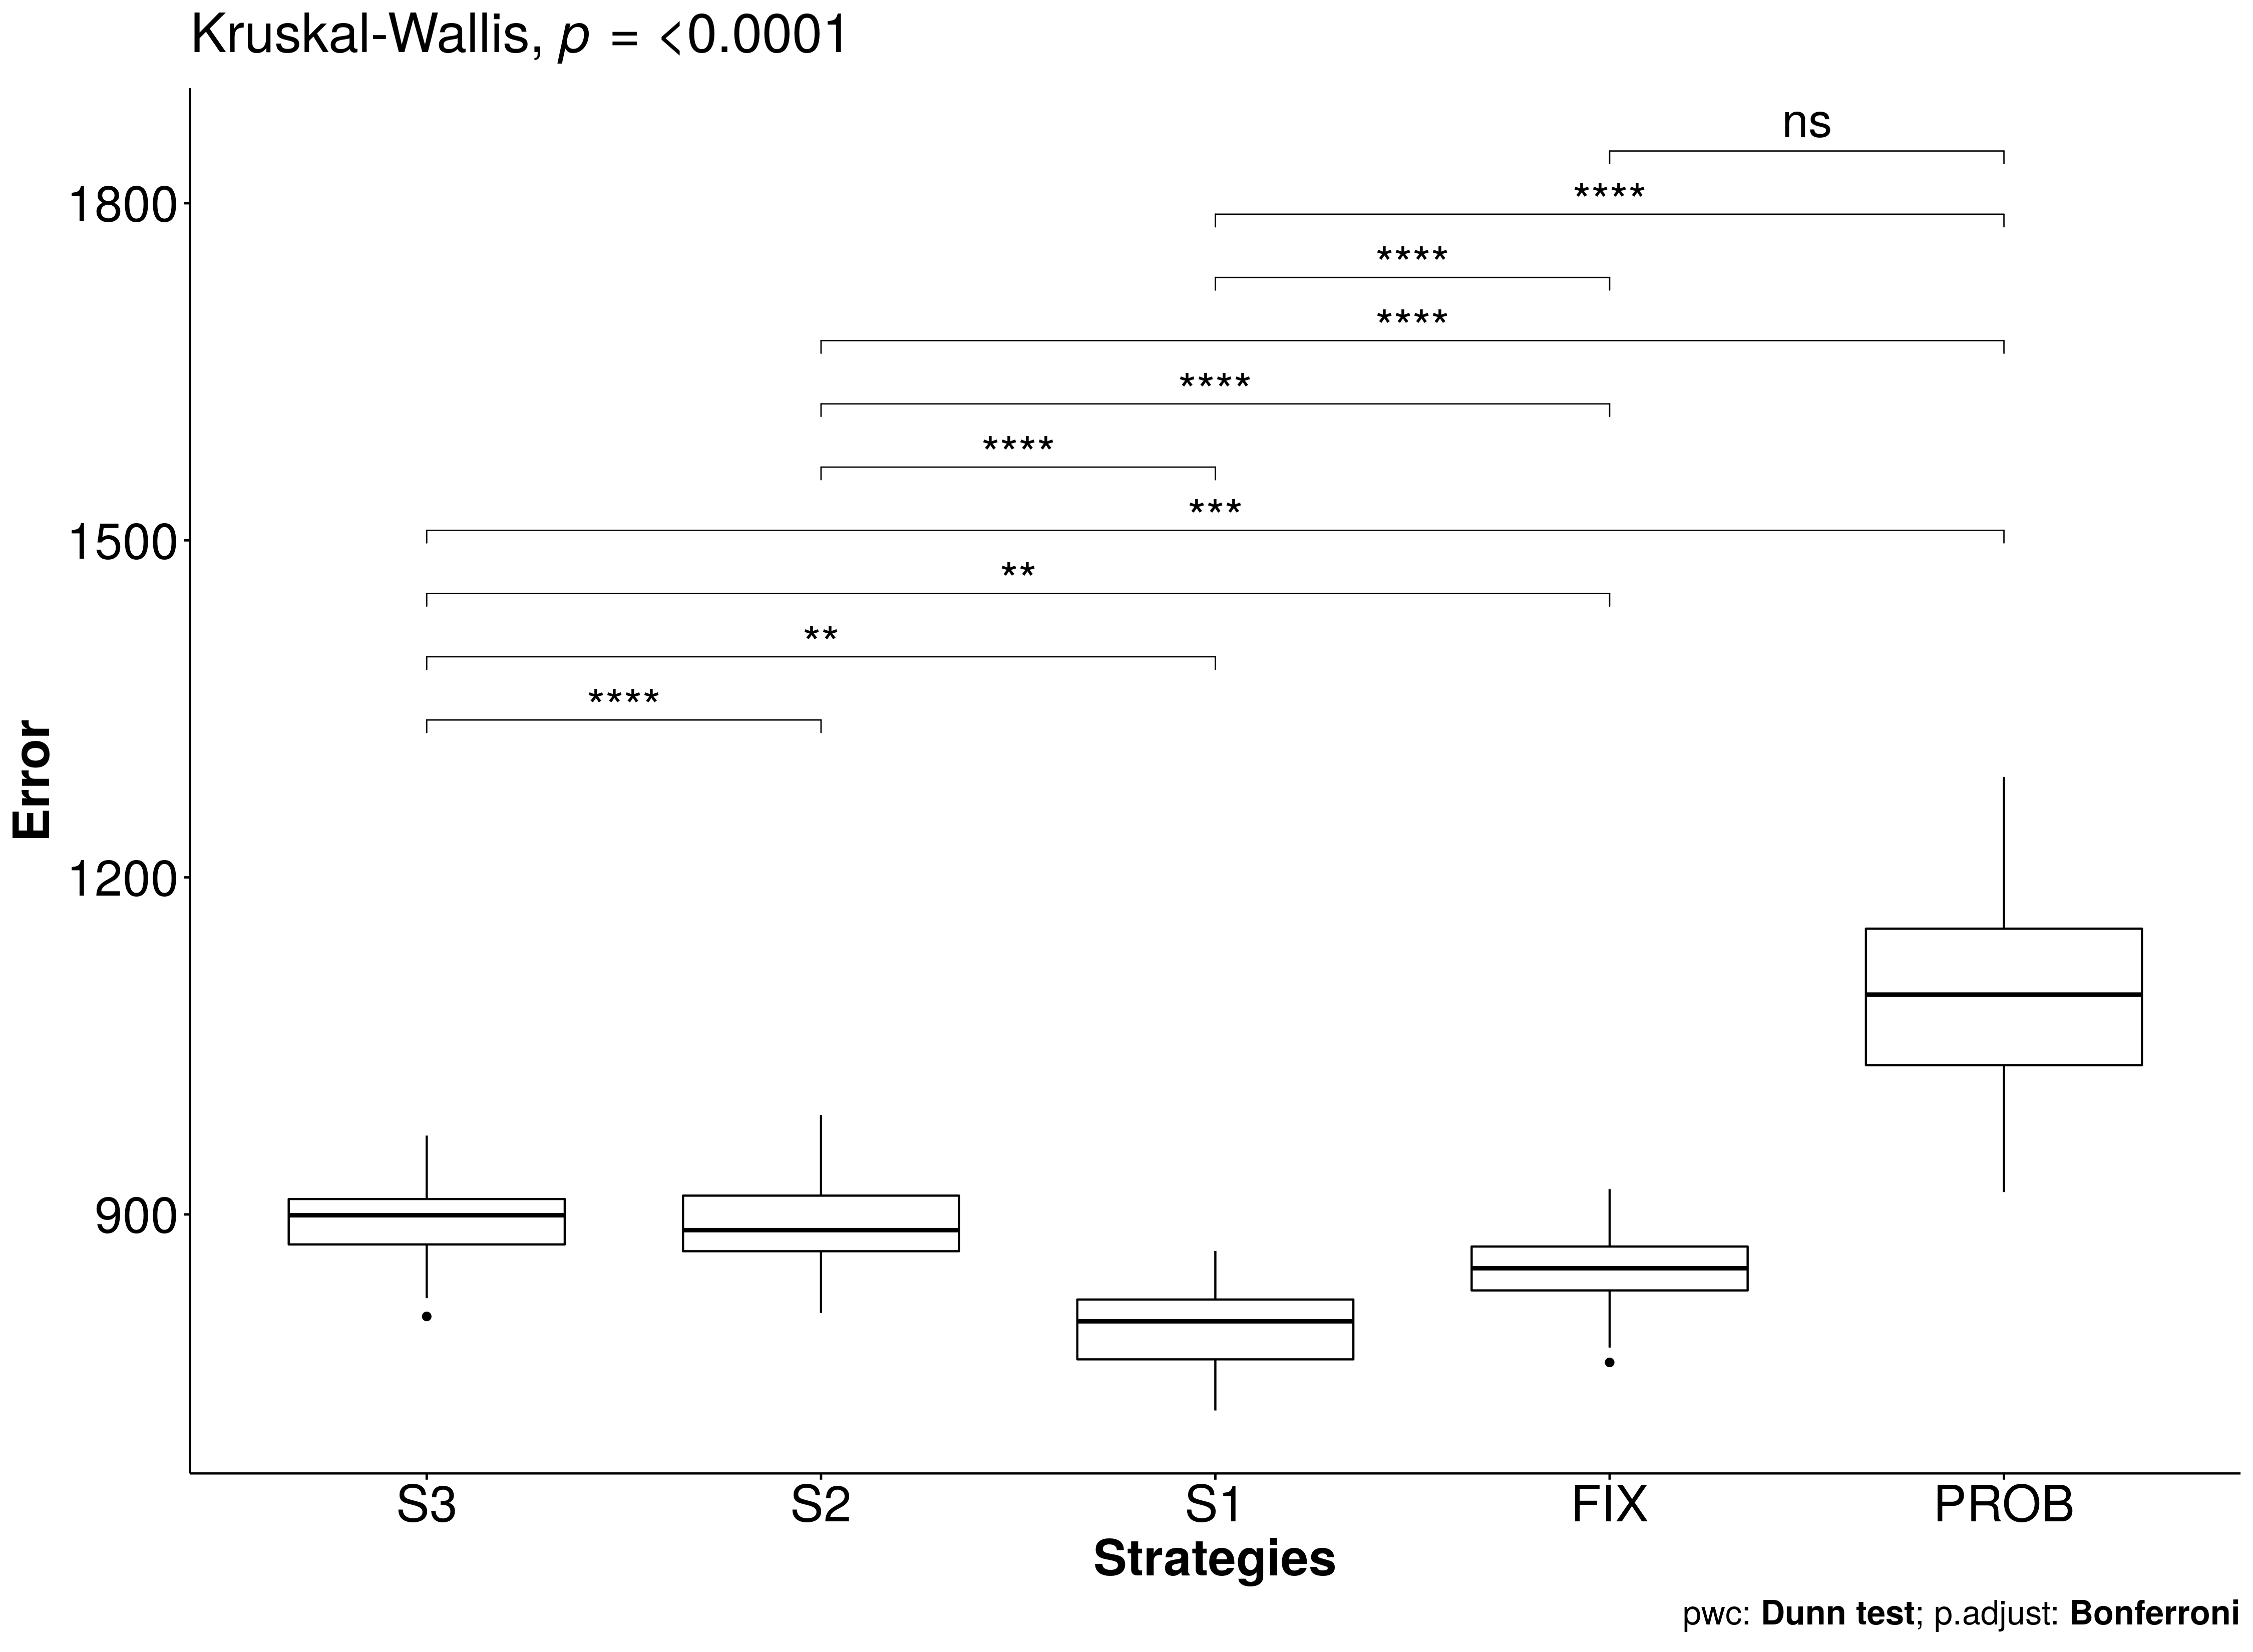 Kruskal-Wallis, p = <0.0001
ns
1800
****
****
****
****
****
1500
***
**
**
****
Error
1200
900
S3 S2 S1 FIX PROB
Strategies
pwc: Dunn test; p.adjust: Bonferroni